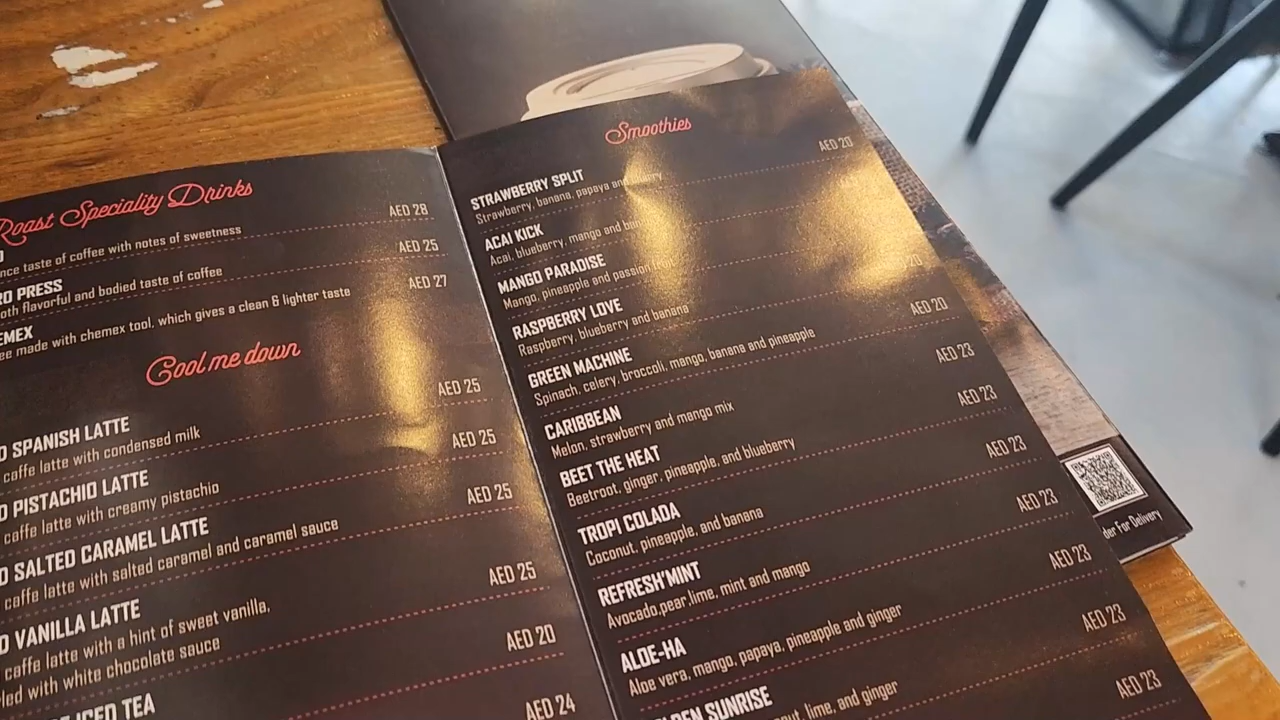 Roast Speciality Drinks
AED 28
nce taste of coffee with notes of sweetness
AED 25
RO PRESS
oth flavorful and bodied taste of coffee
AED 27
EMEX
ee made with chemex tool, which gives a clean & lighter taste
Cool me down
AED 25
D SPANISH LATTE
caffe latte with condensed milk
AED 25
D PISTACHIO LATTE
caffe latte with creamy pistachio
AED 25
D SALTED CARAMEL LATTE
caffe latte with salted caramel and caramel sauce
AED 25
D VANILLA LATTE
caffe latte with a hint of sweet vanilla,
led with white chocolate sauce
AED 20
ICED TEA
AED 24
Smoothies
AED 20
STRAWBERRY SPLIT
Strawberry, banana, papaya and
ACAI KICK
Acai, blueberry, mango and
MANGO PARADISE
Mango, pineapple and passion
20
RASPBERRY LOVE
Raspberry, blueberry and banana
AED 20
GREEN MACHINE
Spinach, celery, broccoli, mango, banana and pineapple
AED 23
CARIBBEAN
Melon, strawberry and mango mix
AED 23
BEET THE HEAT
Beetroot, ginger, pineapple, and blueberry
AED 23
TROPI COLADA
Coconut, pineapple, and banana
AED 23
REFRESH'MINT
Avocado,pear,lime, mint and mango
AED 23
ALOE-HA
Aloe vera, mango, papaya, pineapple and ginger
AED 23
LDEN SUNRISE
nut, lime, and ginger
AED 23
der For Delivery